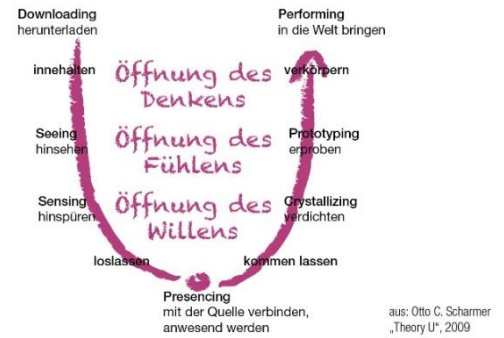 Downloading
herunterladen
innehalten
Seeing
hinsehen
Sensing
hinspüren
loslassen
Öffnung des
Denkens
Öffnung des
Fühlens
Öffnung des
Willens
Presencing
mit der Quelle verbinden,
anwesend werden
kommen lassen
Crystallizing
verdichten
Prototyping
erproben
verkörpern
Performing
in die Welt bringen
aus: Otto C. Scharmer
„Theory U“, 2009